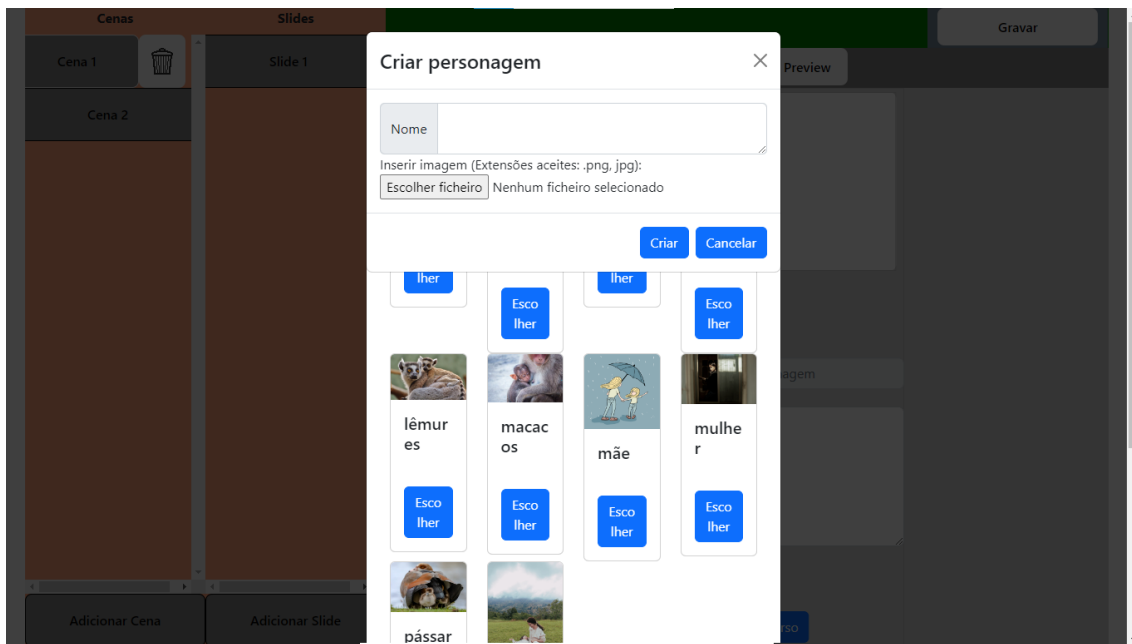 Cenas
Slides
Gravar
Cena 1
Slide 1
Criar personagem
Preview
Cena 2
Nome
Inserir imagem (Extensões aceites: .png, jpg):
Escolher ficheiro Nenhum ficheiro selecionado
Criar
Cancelar
lher
lher
Esco
lher
Esco
lher
agem
lêmur
es
macac
os
mãe
mulhe
r
Esco
lher
Esco
lher
Esco
lher
Esco
lher
Adicionar Cena
Adicionar Slide
rso
pássar